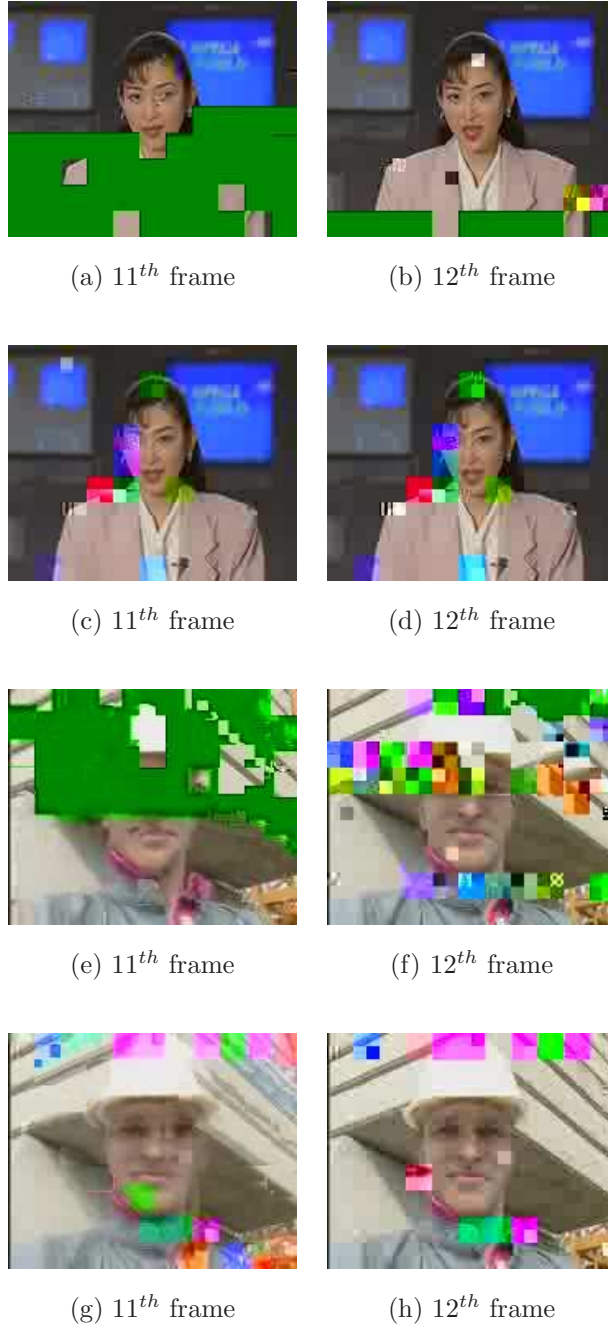 (a) 11th frame
(b) 12th frame
(c) 11th frame
(d) 12th frame
(e) 11th frame
(f) 12th frame
(g) 11th frame
(h) 12th frame